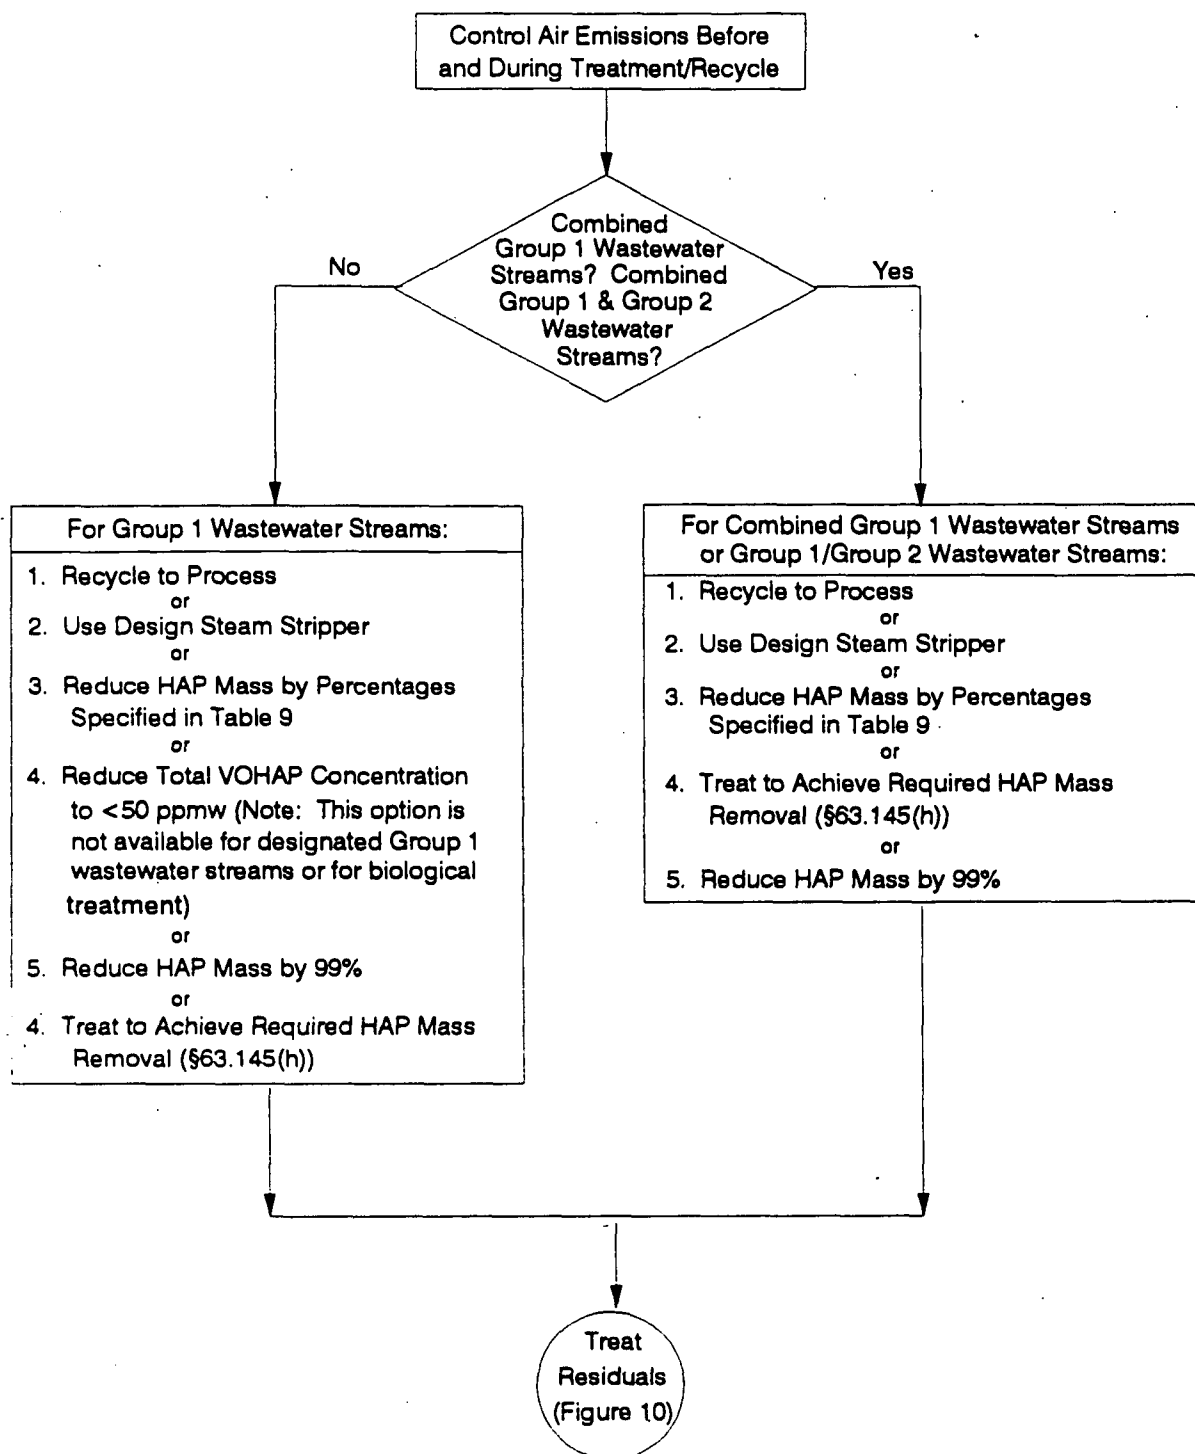 Control Air Emissions Before
and During Treatment/Recycle
Combined
Group 1 Wastewater
Streams? Combined
Group 1 & Group 2
Wastewater
Streams?
No
Yes
For Group 1 Wastewater Streams:
1. Recycle to Process
or
2. Use Design Steam Stripper
or
3. Reduce HAP Mass by Percentages
Specified in Table 9
or
4. Reduce Total VOHAP Concentration
to <50 ppmw (Note: This option is
not available for designated Group 1
wastewater streams or for biological
treatment)
or
5. Reduce HAP Mass by 99%
or
4. Treat to Achieve Required HAP Mass
Removal (§63.145(h))
For Combined Group 1 Wastewater Streams
or Group 1/Group 2 Wastewater Streams:
1. Recycle to Process
or
2. Use Design Steam Stripper
or
3. Reduce HAP Mass by Percentages
Specified in Table 9
or
4. Treat to Achieve Required HAP Mass
Removal (§63.145(h))
or
5. Reduce HAP Mass by 99%
Treat
Residuals
(Figure 10)